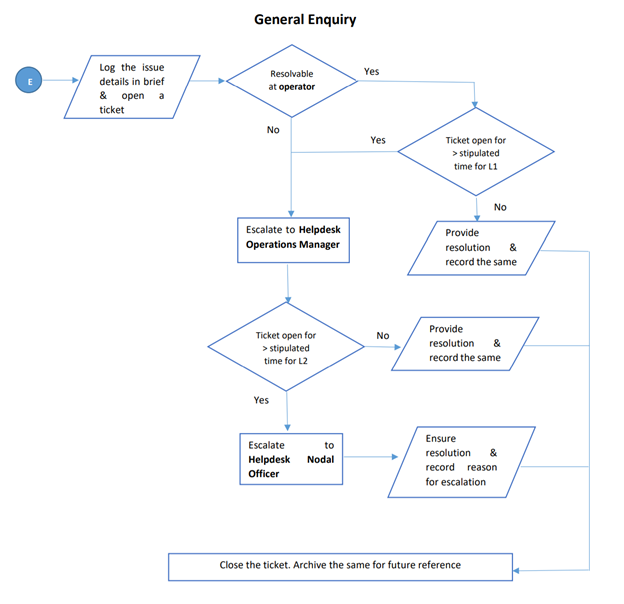 General Enquiry
E
Log the issue
details in brief
& open a
ticket
Resolvable
at operator
Yes
No
Yes
Ticket open for
> stipulated
time for L1
No
Escalate to Helpdesk
Operations Manager
Provide
resolution &
record the same
Ticket open for
> stipulated
time for L2
No
Provide
resolution &
record the same
Yes
Escalate to
Helpdesk Nodal
Officer
Ensure
resolution &
record reason
for escalation
Close the ticket. Archive the same for future reference